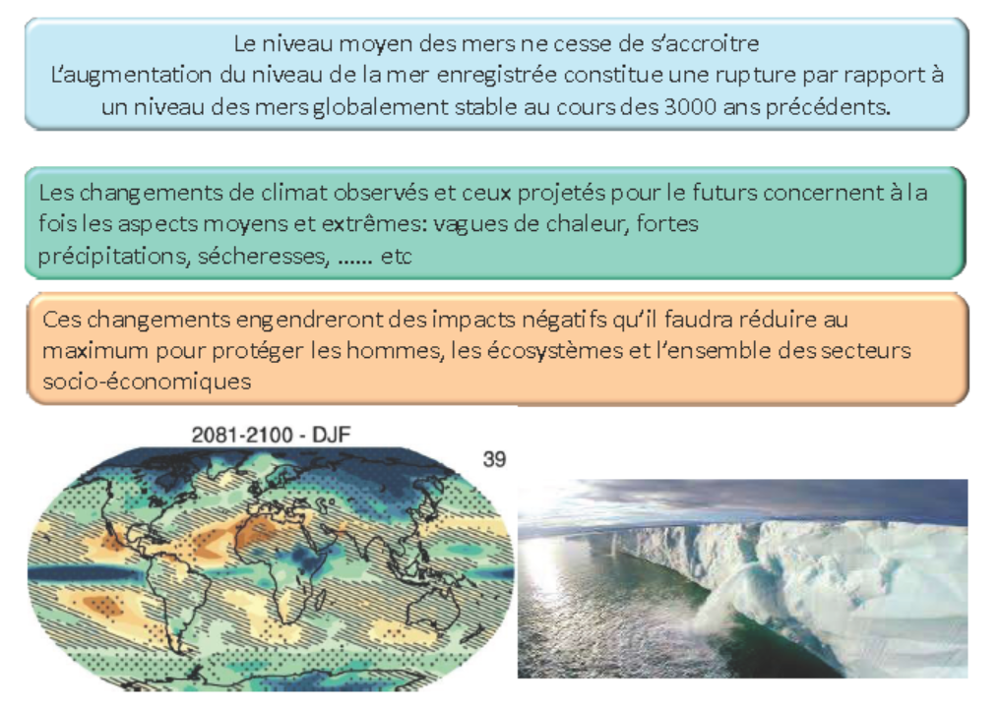 Le niveau moyen des mers ne cesse de s'accroitre
L'augmentation du niveau de la mer enregistrée constitue une rupture par rapport à
un niveau des mers globalement stable au cours des 3000 ans précédents.
Les changements de climat observés et ceux projetés pour le futurs concernent à la
fois les aspects moyens et extrêmes: vagues de chaleur, fortes
précipitations, sécheresses, ...... etc
Ces changements engendreront des impacts négatifs qu'il faudra réduire au
maximum pour protéger les hommes, les écosystèmes et l'ensemble des secteurs
socio-économiques
2081-2100 - DJF
39